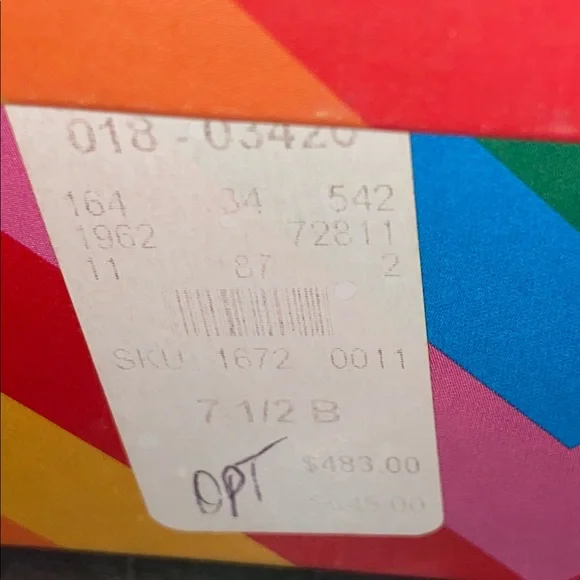 018 - 03420
164 34 542
1962 72811
11 87 2
SKU 1672 0011
7 1/2 B
OPT $483.00